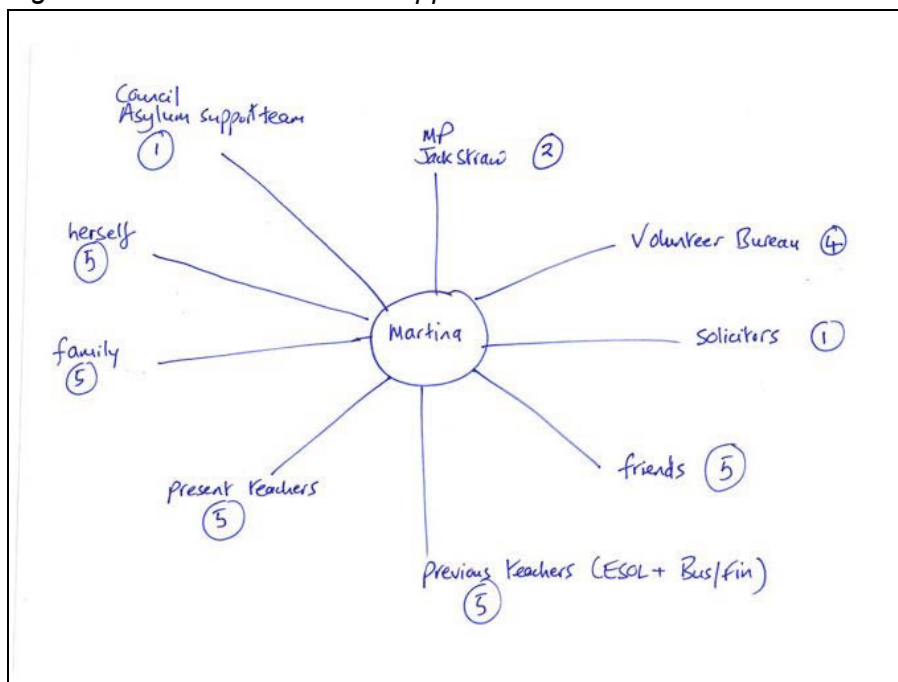 Council
Asylum support team
1
MP
Jack Straw 2
herself
5
Volunteer Bureau 4
Martina
solicitors 1
family
5
friends 5
present teachers
5
previous teachers (ESOL + Bus/Fin)
5